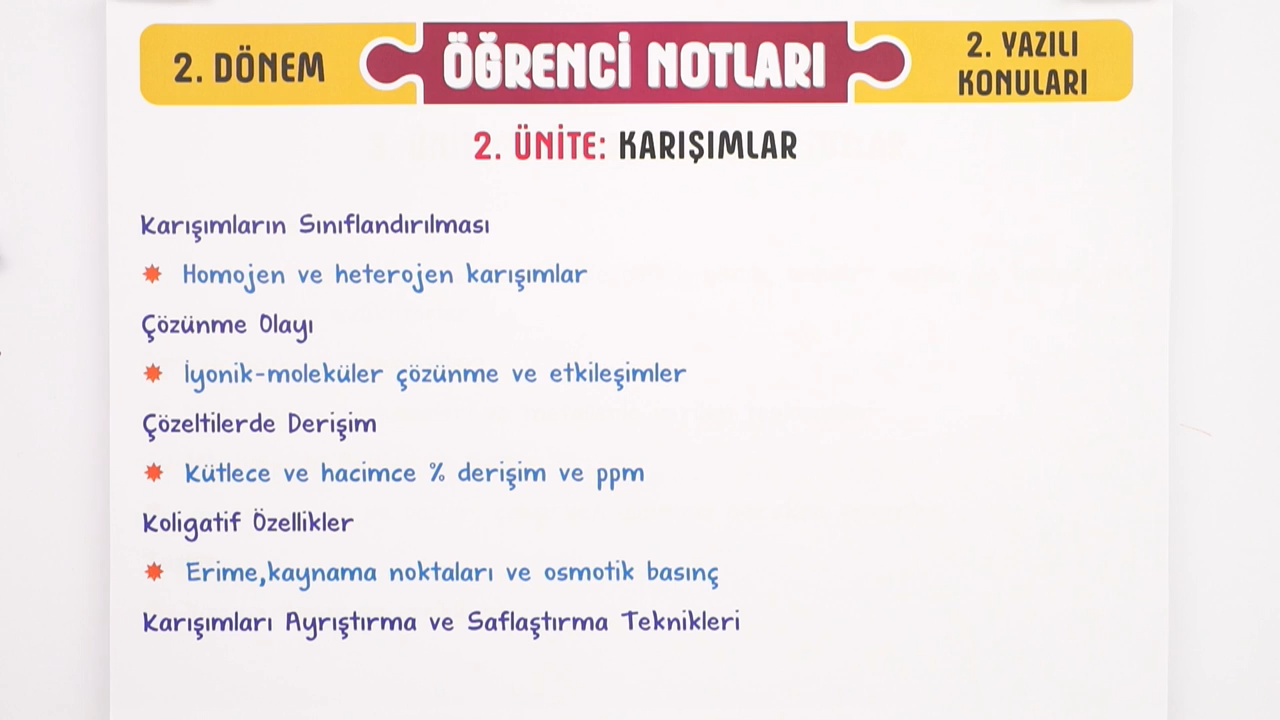 2. DÖNEM
ÖĞRENCİ NOTLARI
2. YAZILI
KONULARI
2. ÜNİTE: KARIŞIMLAR
Karışımların Sınıflandırılması
Homojen ve heterojen karışımlar
Çözünme Olayı
İyonik-moleküler çözünme ve etkileşimler
Çözeltilerde Derişim
Kütlece ve hacimce % derişim ve ppm
Koligatif Özellikler
Erime,kaynama noktaları ve osmotik basınç
Karışımları Ayrıştırma ve Saflaştırma Teknikleri